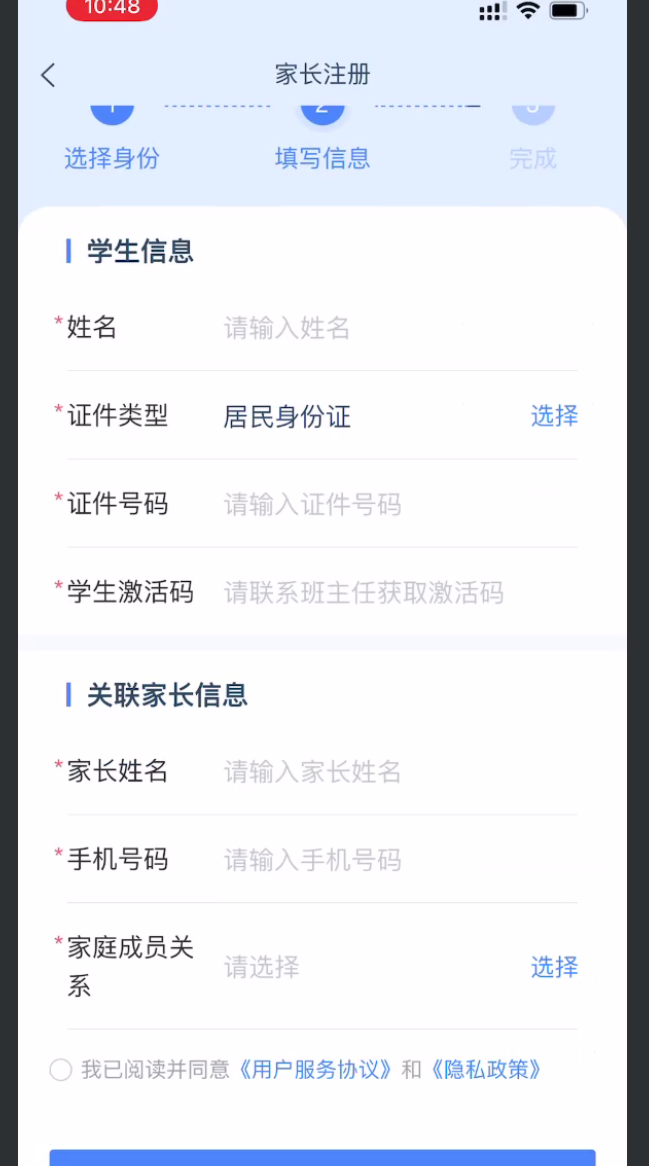 10:48
家长注册
1 2 3
选择身份 填写信息 完成
学生信息
*姓名 请输入姓名
*证件类型 居民身份证 选择
*证件号码 请输入证件号码
*学生激活码 请联系班主任获取激活码
关联家长信息
*家长姓名 请输入家长姓名
*手机号码 请输入手机号码
*家庭成员关
系 请选择 选择
我已阅读并同意《用户服务协议》和《隐私政策》